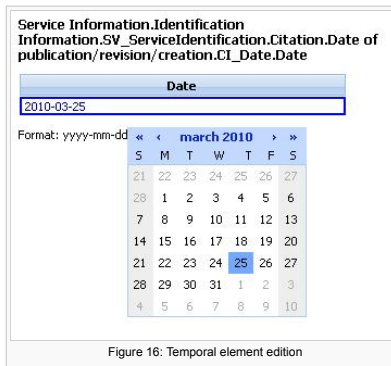 Service Information.Identification
Information.SV_ServiceIdentification.Citation.Date of
publication/revision/creation.CI_Date.Date
Date
2010-03-25
Format: yyyy-mm-dd
« ‹ march 2010 › »
S M T W T F S
21 22 23 24 25 26 27
28 1 2 3 4 5 6
7 8 9 10 11 12 13
14 15 16 17 18 19 20
21 22 23 24 25 26 27
28 29 30 31 1 2 3
4 5 6 7 8 9 10
Figure 16: Temporal element edition